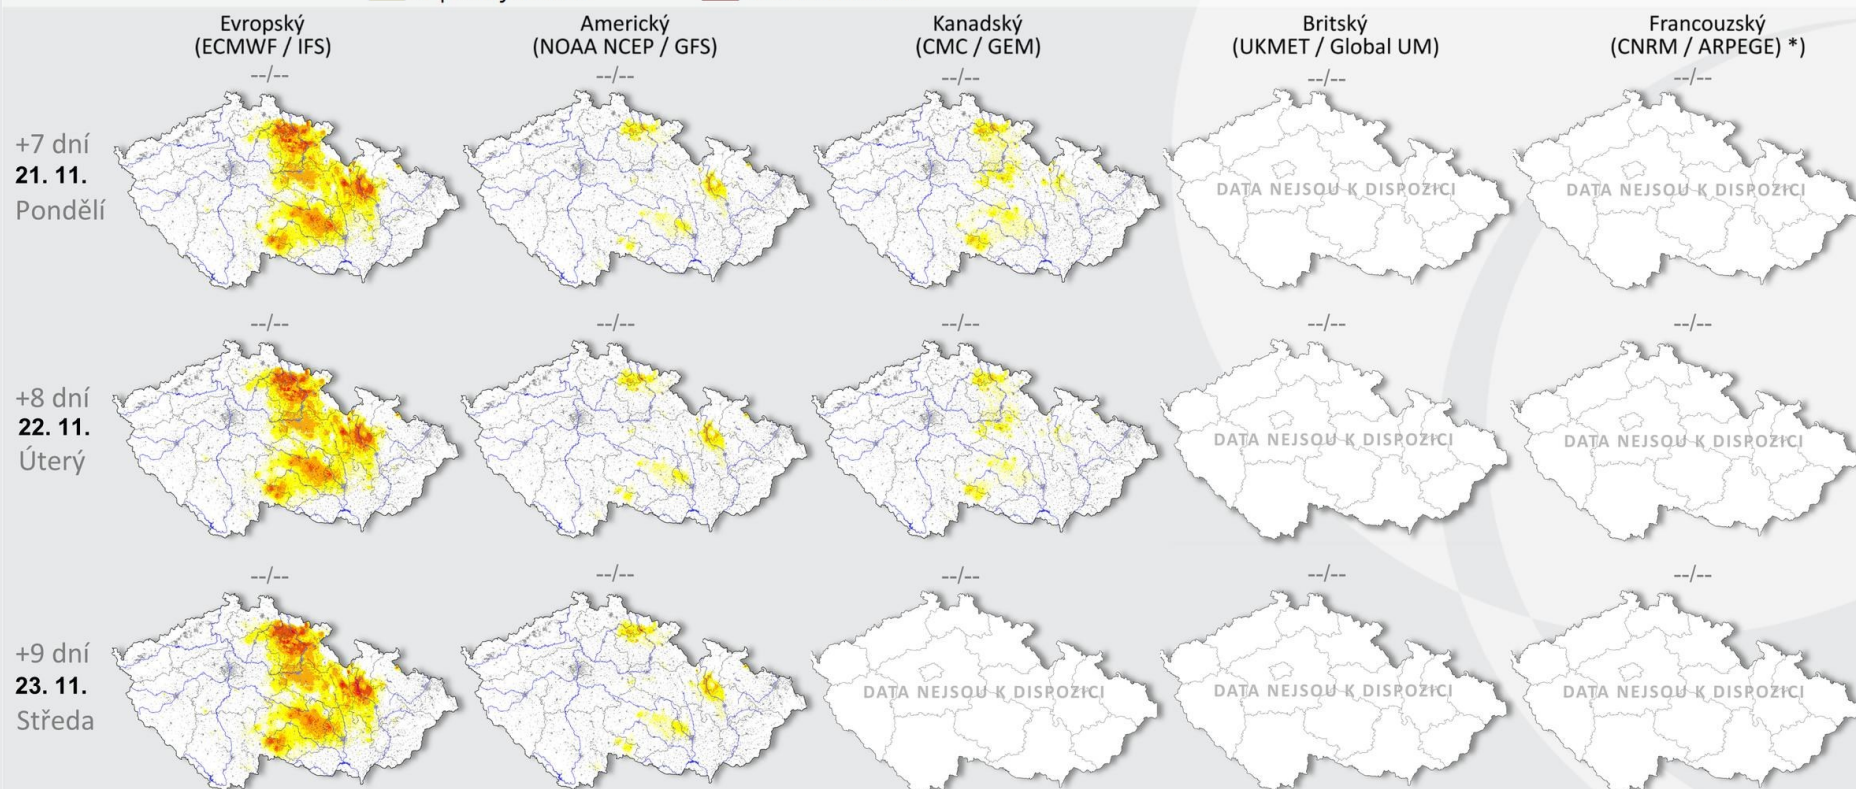 Evropský
(ECMWF / IFS)
Americký
(NOAA NCEP / GFS)
Kanadský
(CMC / GEM)
Britský
(UKMET / Global UM)
Francouzský
(CNRM / ARPEGE) *)
--/--
--/--
--/--
--/--
--/--
+7 dní
21. 11.
Pondělí
DATA NEJSOU K DISPOZICI
DATA NEJSOU K DISPOZICI
--/--
--/--
--/--
--/--
--/--
+8 dní
22. 11.
Úterý
DATA NEJSOU K DISPOZICI
DATA NEJSOU K DISPOZICI
--/--
--/--
--/--
--/--
--/--
+9 dní
23. 11.
Středa
DATA NEJSOU K DISPOZICI
DATA NEJSOU K DISPOZICI
DATA NEJSOU K DISPOZICI